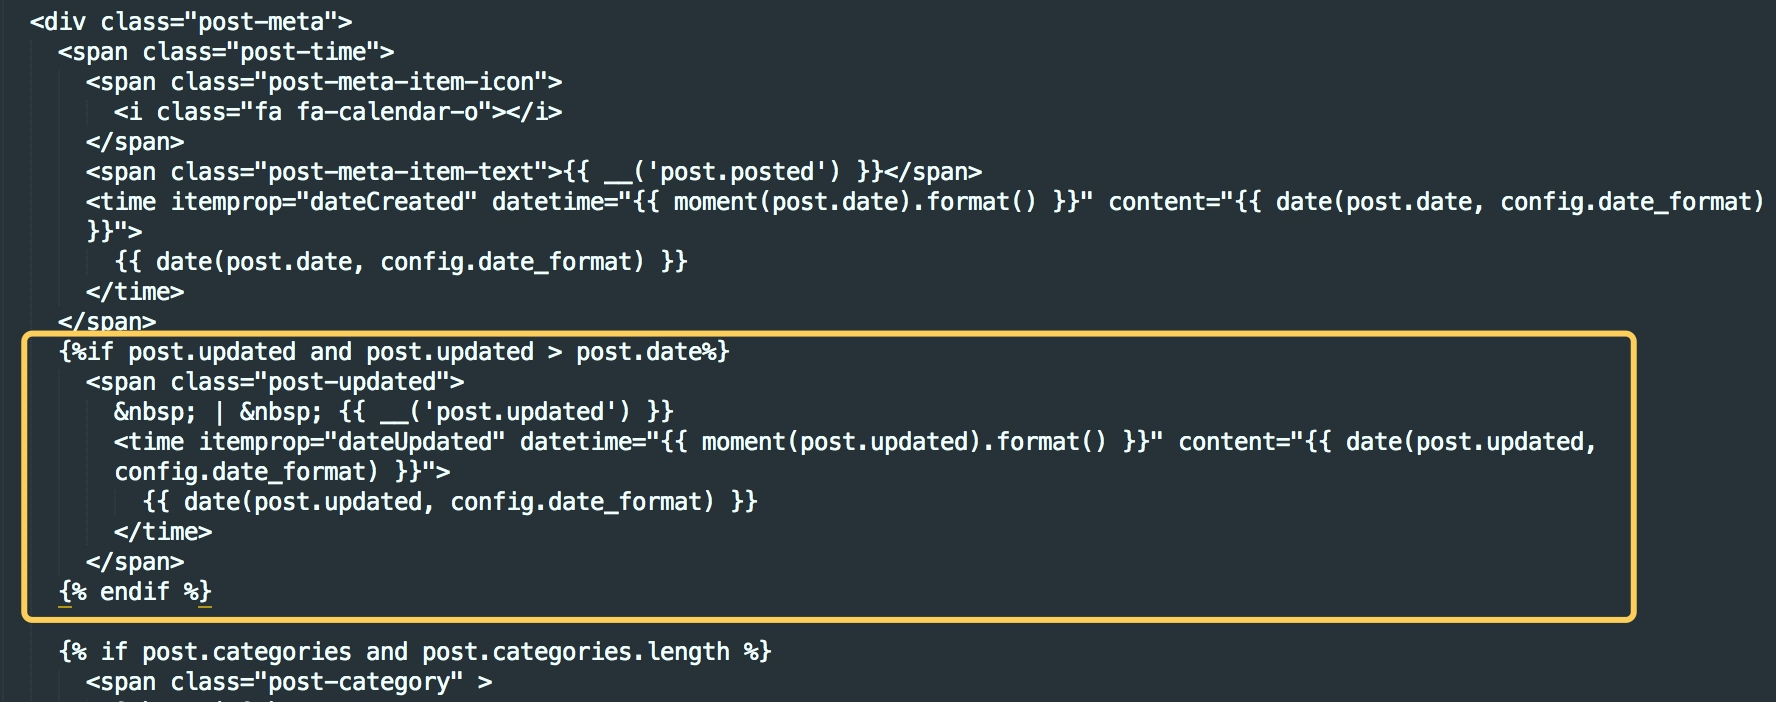 <div class="post-meta">
<span class="post-time">
<span class="post-meta-item-icon">
<i class="fa fa-calendar-o"></i>
</span>
<span class="post-meta-item-text">{{ __('post.posted') }}</span>
<time itemprop="dateCreated" datetime="{{ moment(post.date).format() }}" content="{{ date(post.date, config.date_format)
}}">
{{ date(post.date, config.date_format) }}
</time>
</span>
{%if post.updated and post.updated > post.date%}
<span class="post-updated">
&nbsp; | &nbsp; {{ __('post.updated') }}
<time itemprop="dateUpdated" datetime="{{ moment(post.updated).format() }}" content="{{ date(post.updated,
config.date_format) }}">
{{ date(post.updated, config.date_format) }}
</time>
</span>
{% endif %}
{% if post.categories and post.categories.length %}
<span class="post-category" >